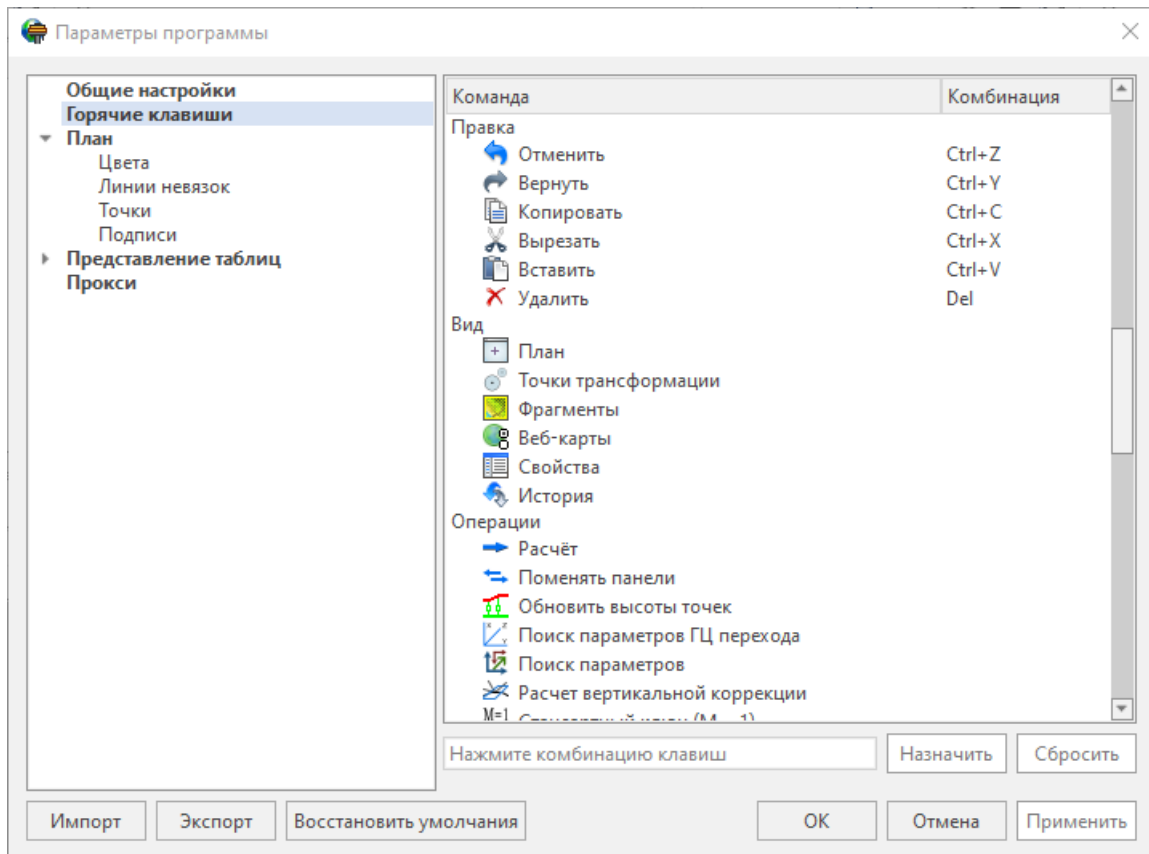 Параметры программы
Общие настройки
Горячие клавиши
План
Цвета
Линии невязок
Точки
Подписи
Представление таблиц
Прокси
Команда Комбинация
Правка
Отменить Ctrl+Z
Вернуть Ctrl+Y
Копировать Ctrl+C
Вырезать Ctrl+X
Вставить Ctrl+V
Удалить Del
Вид
План
Точки трансформации
Фрагменты
Веб-карты
Свойства
История
Операции
Расчёт
Поменять панели
Обновить высоты точек
Поиск параметров ГЦ перехода
Поиск параметров
Расчет вертикальной коррекции
M=1
Нажмите комбинацию клавиш Назначить Сбросить
Импорт Экспорт Восстановить умолчания ОК Отмена Применить